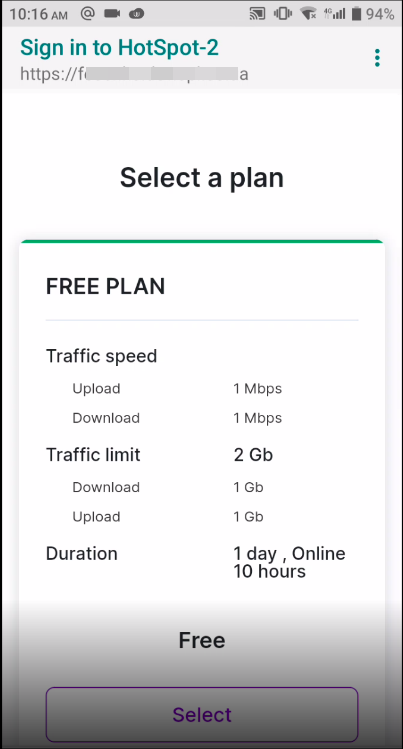 10:16 AM 4G 94%
Sign in to HotSpot-2
https://f
Select a plan
FREE PLAN
Traffic speed
Upload 1 Mbps
Download 1 Mbps
Traffic limit 2 Gb
Download 1 Gb
Upload 1 Gb
Duration 1 day , Online
10 hours
Free
Select